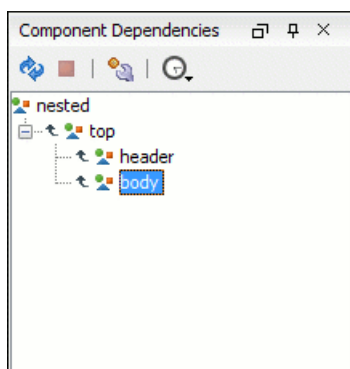 Component Dependencies
nested
top
header
body